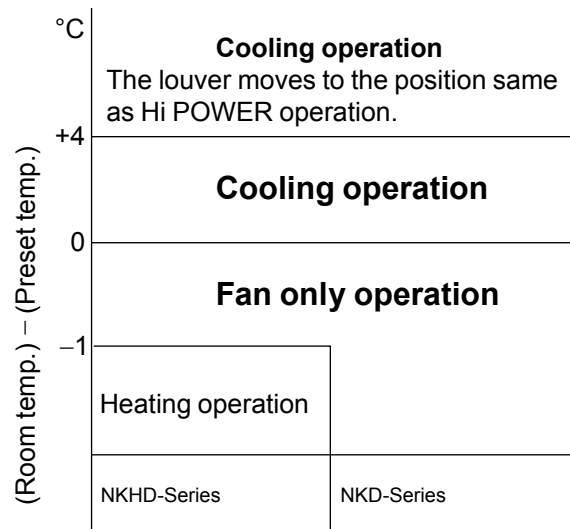 °C
Cooling operation
The louver moves to the position same
as Hi POWER operation.
+4
Cooling operation
0
Fan only operation
−1
Heating operation
NKHD-Series
NKD-Series
(Room temp.) − (Preset temp.)